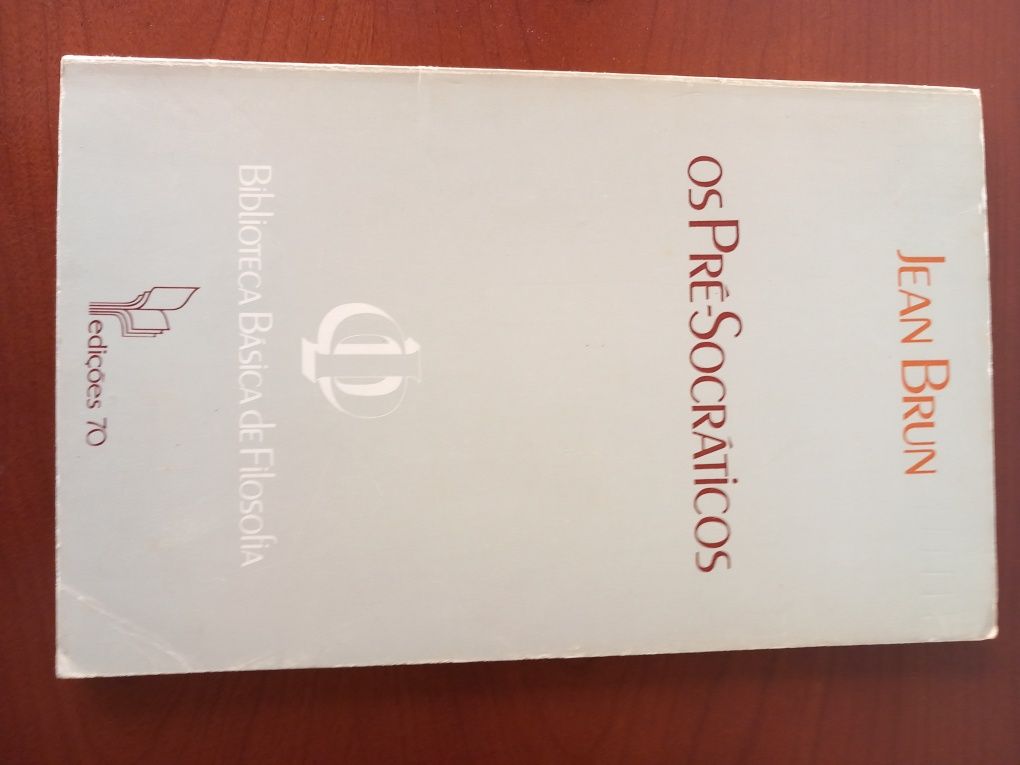 JEAN BRUN
OS PRÉ-SOCRÁTICOS
BIBLIOTECA BÁSICA de FILOSOFIA
edições 70